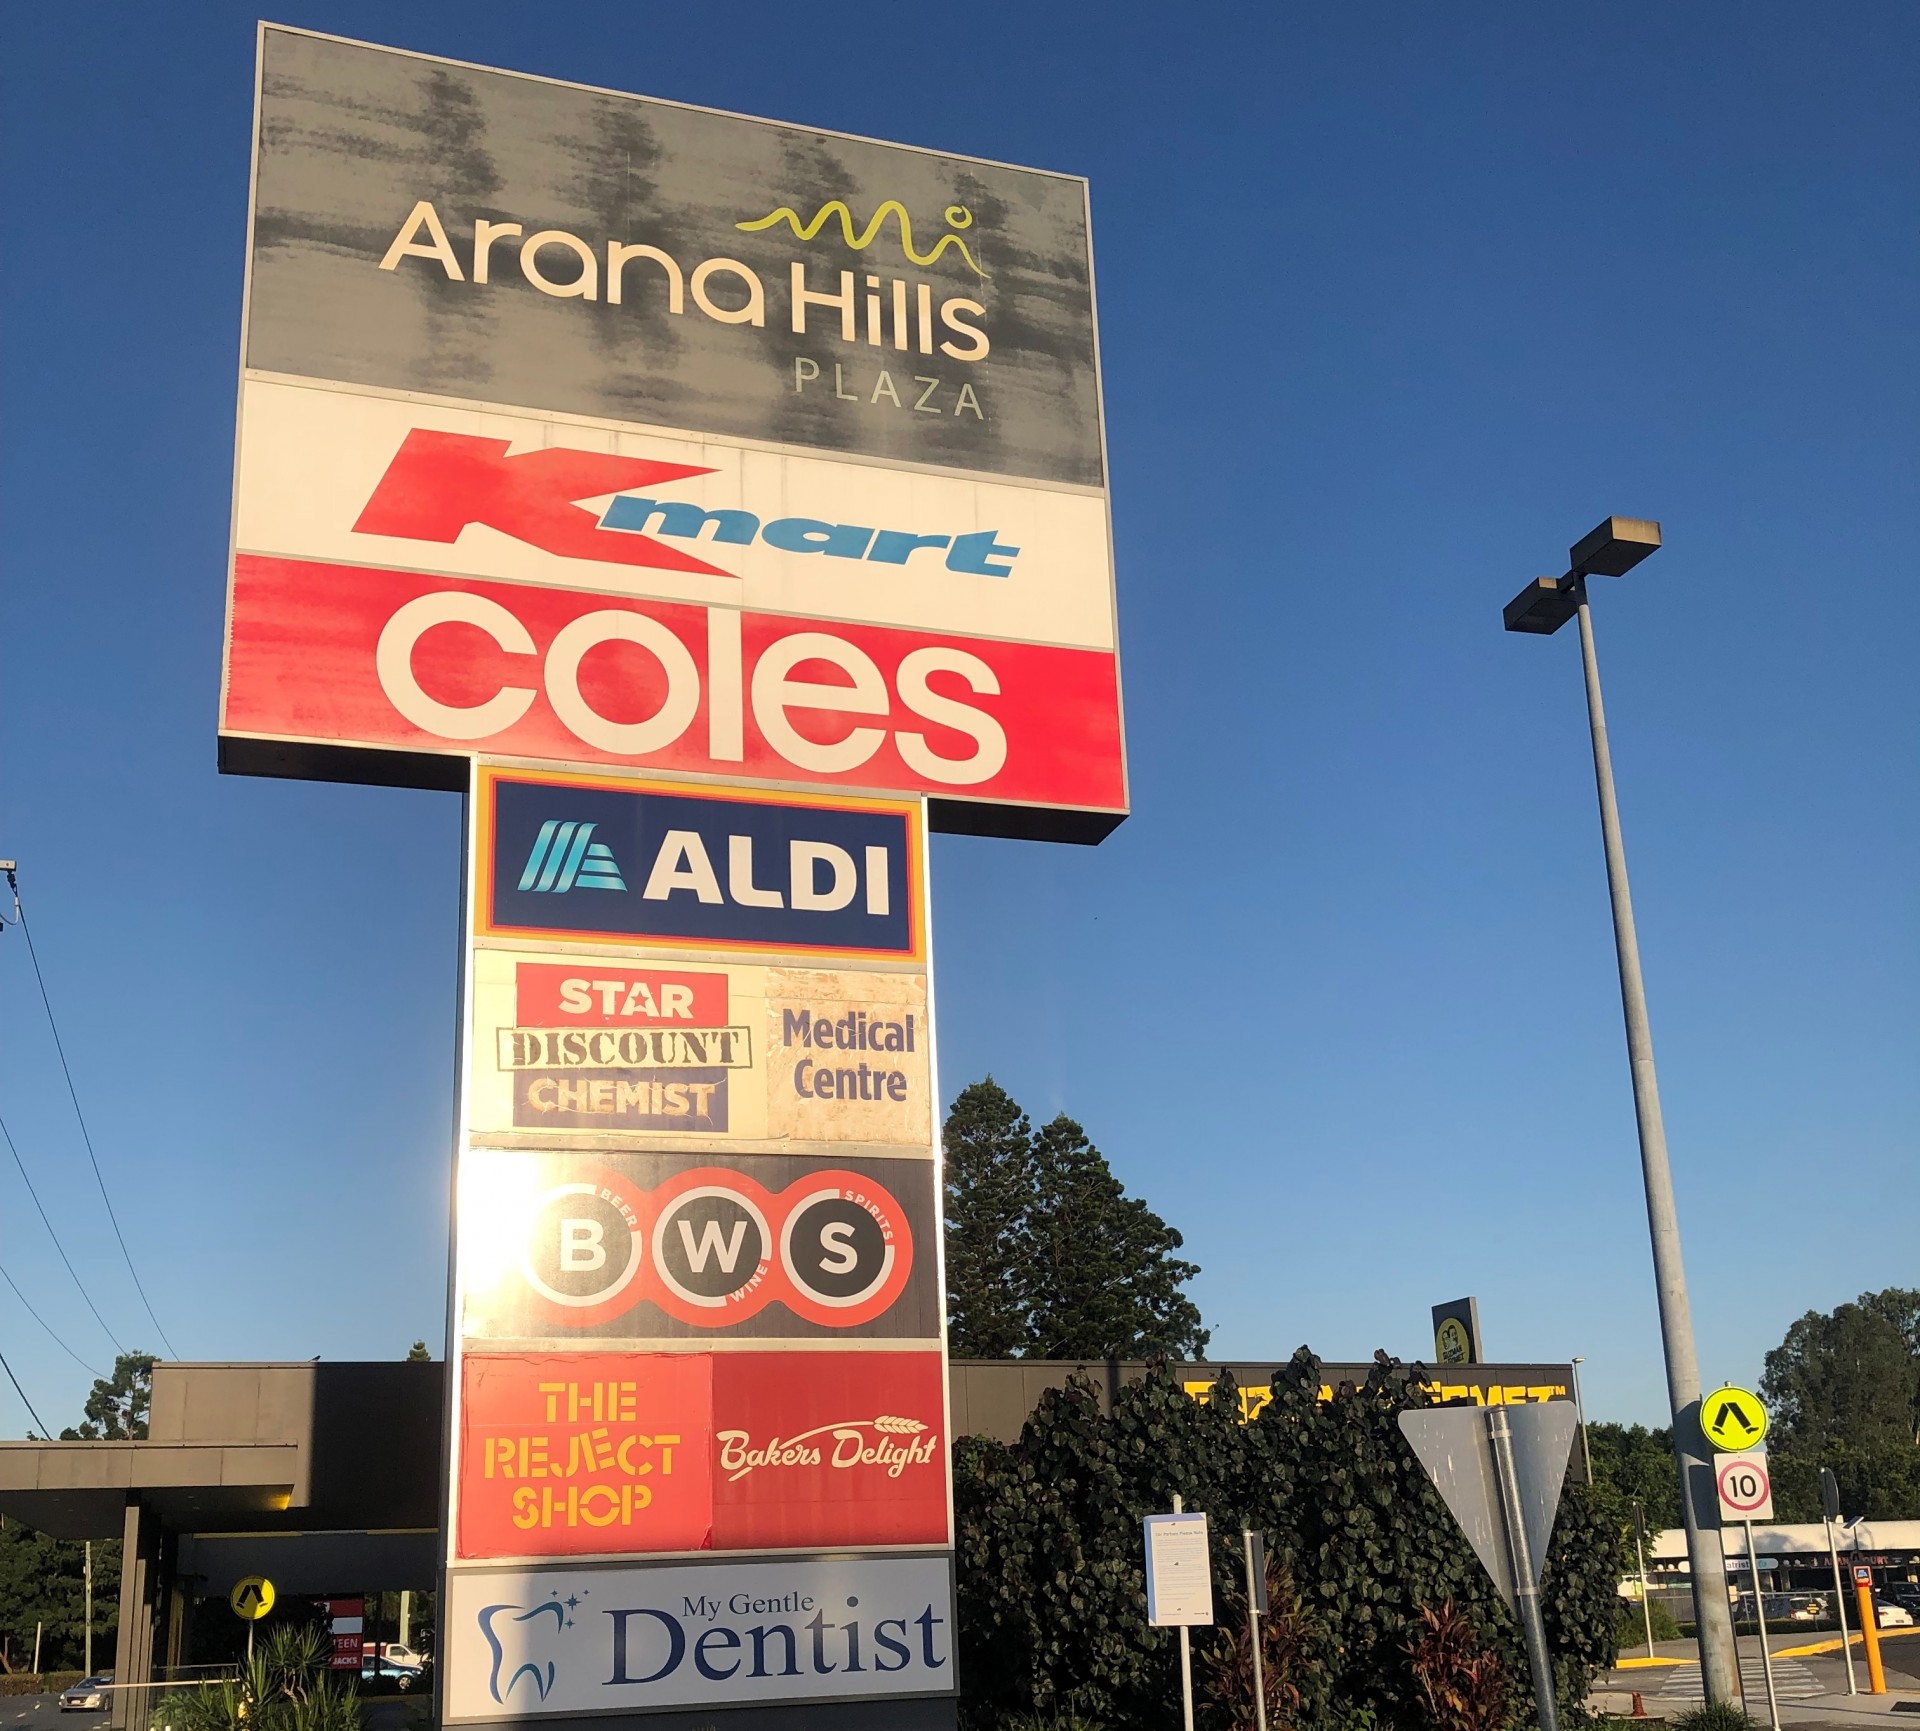 Arana Hills
PLAZA
Kmart
coles
ALDI
STAR
DISCOUNT
CHEMIST
Medical
Centre
BEER
SPIRITS
B W S
WINE
THE
REJECT
SHOP
Bakers Delight
My Gentle
Dentist
10
JACKS